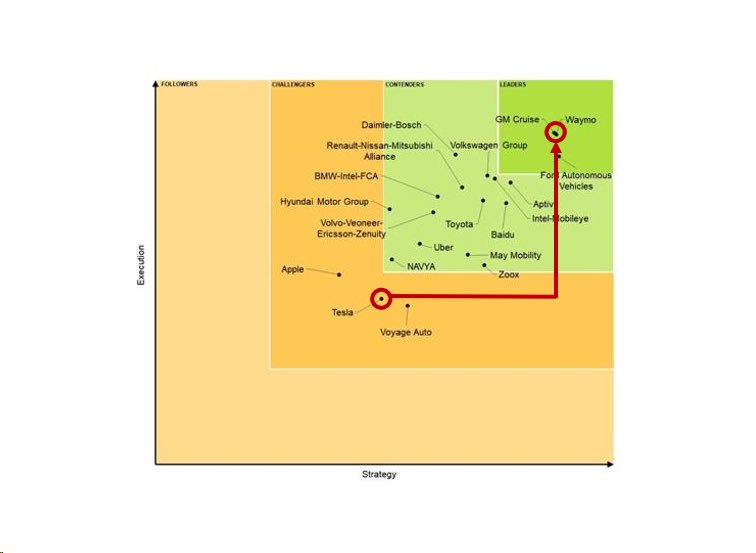 FOLLOWERS
CHALLENGERS
CONTENDERS
LEADERS
GM Cruise
Waymo
Daimler-Bosch
Renault-Nissan-Mitsubishi
Alliance
Volkswagen Group
BMW-Intel-FCA
Ford Autonomous
Vehicles
Hyundai Motor Group
Aptiv
Intel-Mobileye
Volvo-Veoneer-
Ericsson-Zenuity
Toyota
Baidu
Uber
May Mobility
NAVYA
Zoox
Apple
Tesla
Voyage Auto
Execution
Strategy